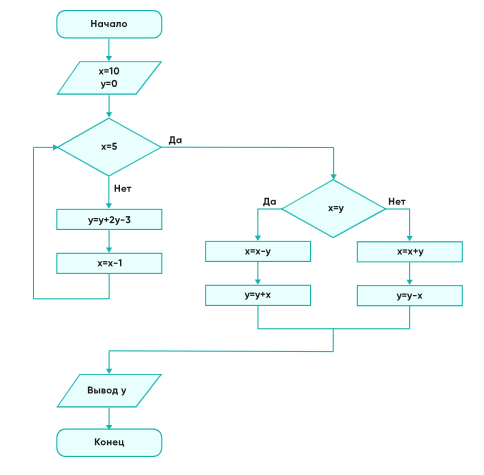 Начало
x=10
y=0
x=5
Да
Нет
y=y+2y-3
x=x-1
x=y
Да
Нет
x=x-y
y=y+x
x=x+y
y=y-x
Вывод y
Конец